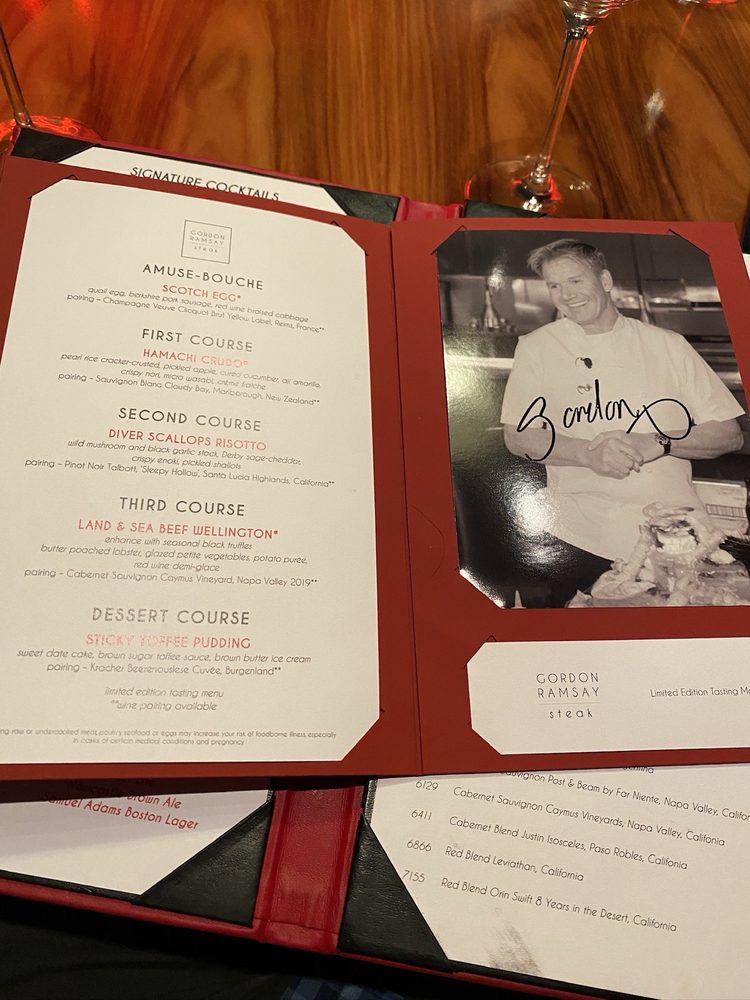 SIGNATURE COCKTAILS
GORDON
RAMSAY
steak
AMUSE-BOUCHE
SCOTCH EGG*
quail egg, berkshire pork sausage, red wine braised cabbage
pairing – Champagne Veuve Clicquot Brut Yellow Label, Reims, France**
FIRST COURSE
HAMACHI CRUDO*
pearl rice cracker-crusted, pickled apple, cured cucumber, aji amarillo,
crispy nori, micro wasabi, crème fraîche
pairing – Sauvignon Blanc Cloudy Bay, Marlborough, New Zealand**
SECOND COURSE
DIVER SCALLOPS RISOTTO
wild mushroom and black garlic stock, Derby sage-cheddar,
crispy enoki, pickled shallots
pairing – Pinot Noir Talbott, 'Sleepy Hollow', Santa Lucia Highlands, California**
THIRD COURSE
LAND & SEA BEEF WELLINGTON*
enhance with seasonal black truffles
butter poached lobster, glazed petite vegetables, potato purée,
red wine demi-glace
pairing – Cabernet Sauvignon Caymus Vineyard, Napa Valley 2019**
DESSERT COURSE
STICKY TOFFEE PUDDING
sweet date cake, brown sugar toffee sauce, brown butter ice cream
pairing – Kracher Beerenauslese Cuvée, Burgenland**
limited edition tasting menu
**wine pairing available
raw or undercooked meat, poultry, seafood or eggs may increase your risk of foodborne illness, especially
in cases of certain medical conditions and pregnancy
Gordon
GORDON
RAMSAY
steak
Limited Edition Tasting
Newcastle Brown Ale
Samuel Adams Boston Lager
Sauvignon Post & Beam by Far Niente, Napa Valley,
6129 Cabernet Sauvignon Caymus Vineyards, Napa Valley, Califonia
6411 Cabernet Blend Justin Isosceles, Paso Robles, Califonia
6866 Red Blend Leviathan, California
7155 Red Blend Orin Swift 8 Years in the Desert, California